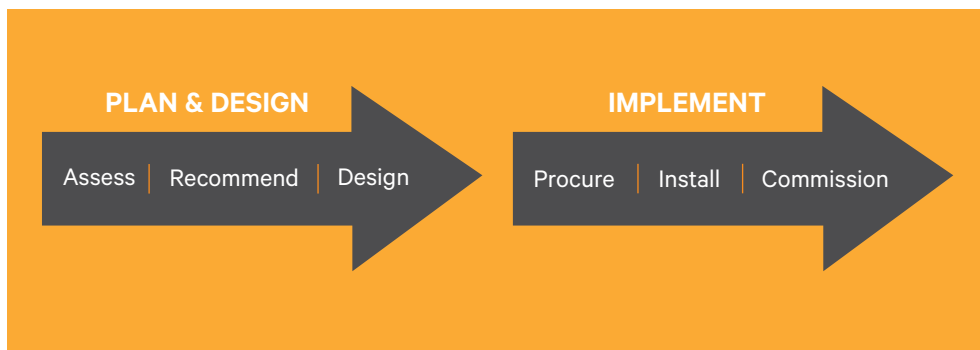 PLAN & DESIGN
Assess | Recommend | Design
IMPLEMENT
Procure | Install | Commission